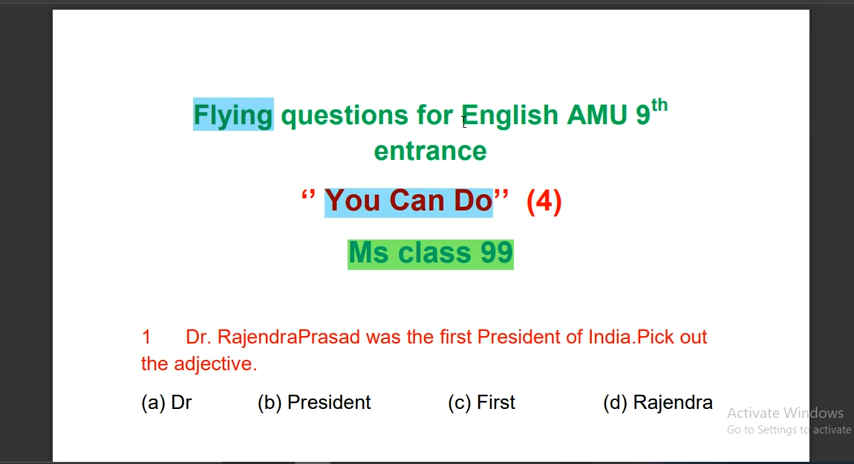 Flying questions for English AMU 9th
entrance
‘’ You Can Do’’ (4)
Ms class 99
1 Dr. RajendraPrasad was the first President of India.Pick out
the adjective.
(a) Dr (b) President (c) First (d) Rajendra
Activate Windows
Go to Settings to activate